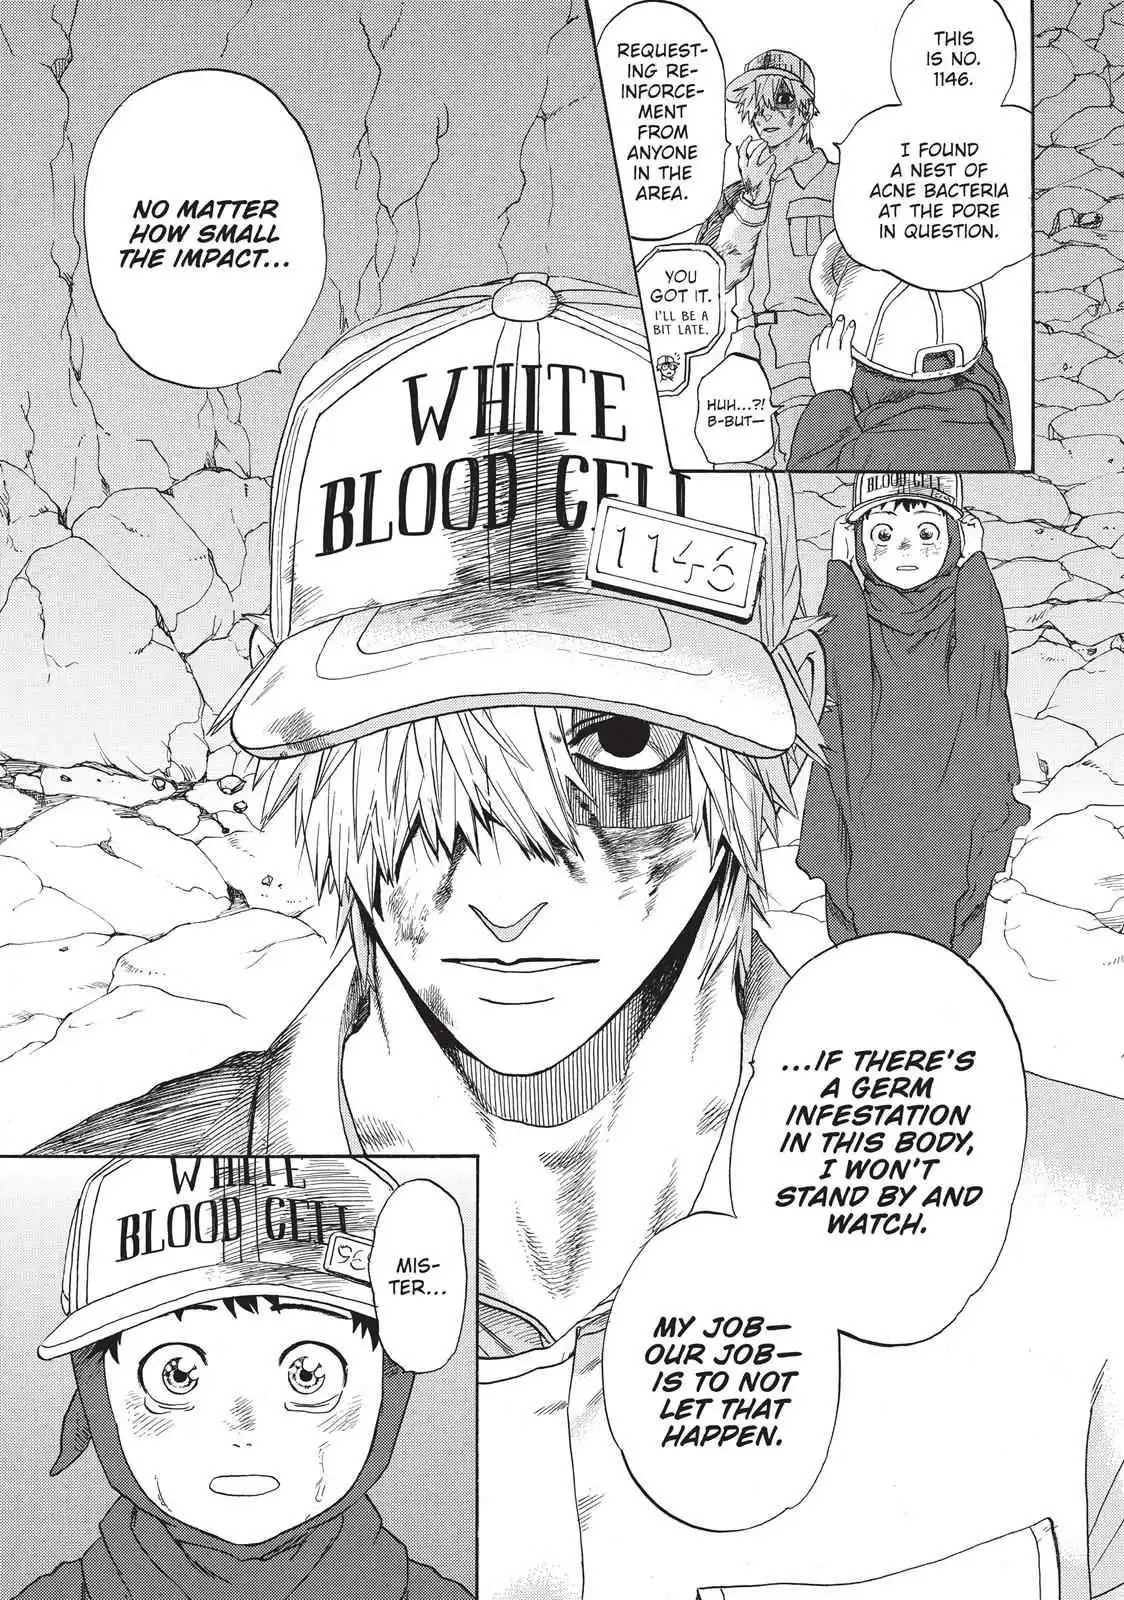 THIS
IS NO.
1146.
I FOUND
A NEST OF
ACNE BACTERIA
AT THE PORE
IN QUESTION.
REQUEST-
ING RE-
INFORCE-
MENT
FROM
ANYONE
IN THE
AREA.
YOU
GOT IT.
I'LL BE A
BIT LATE.
HUH...?!
B-BUT—
NO MATTER
HOW SMALL
THE IMPACT...
WHITE
BLOOD CELL
1146
BLOOD CELL
...IF THERE'S
A GERM
INFESTATION
IN THIS BODY,
I WON'T
STAND BY AND
WATCH.
MY JOB—
OUR JOB—
IS TO NOT
LET THAT
HAPPEN.
MIS-
TER...
WHITE
BLOOD CELL